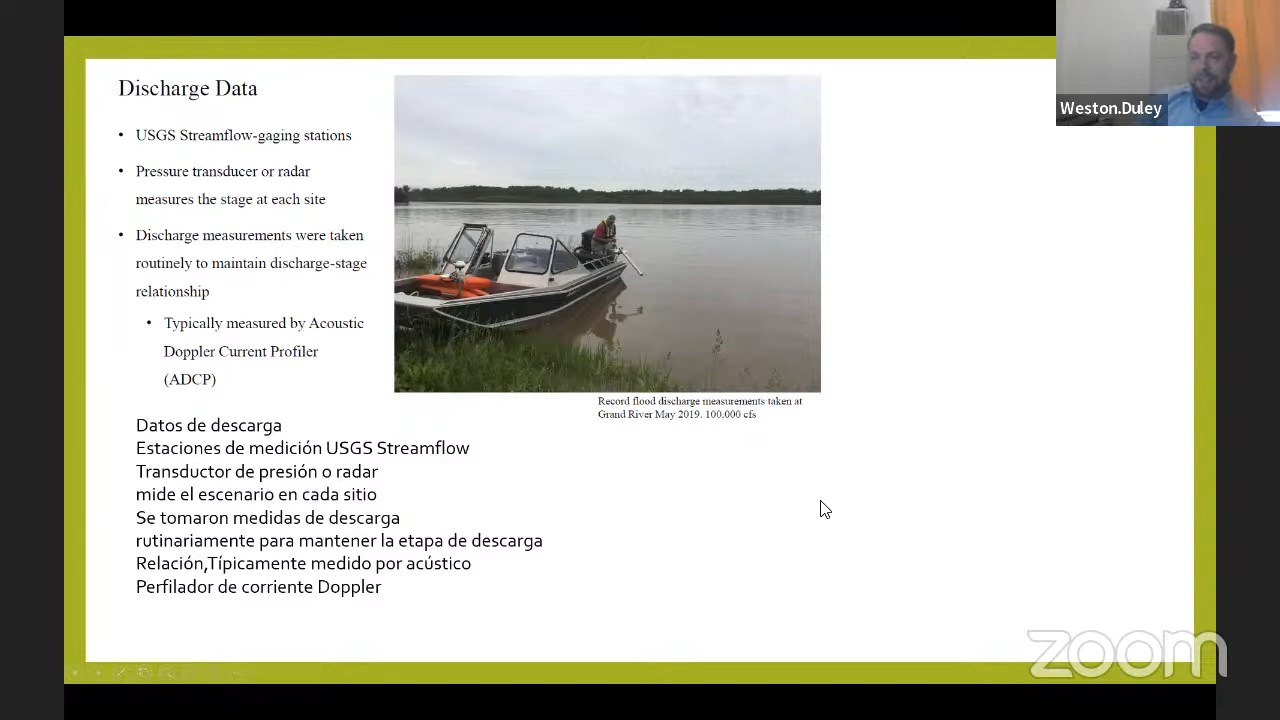 Discharge Data
• USGS Streamflow-gaging stations
• Pressure transducer or radar
measures the stage at each site
• Discharge measurements were taken
routinely to maintain discharge-stage
relationship
• Typically measured by Acoustic
Doppler Current Profiler
(ADCP)
Record flood discharge measurements taken at
Grand River May 2019. 100,000 cfs
Datos de descarga
Estaciones de medición USGS Streamflow
Transductor de presión o radar
mide el escenario en cada sitio
Se tomaron medidas de descarga
rutinariamente para mantener la etapa de descarga
Relación,Típicamente medido por acústico
Perfilador de corriente Doppler
Weston.Duley
zoom